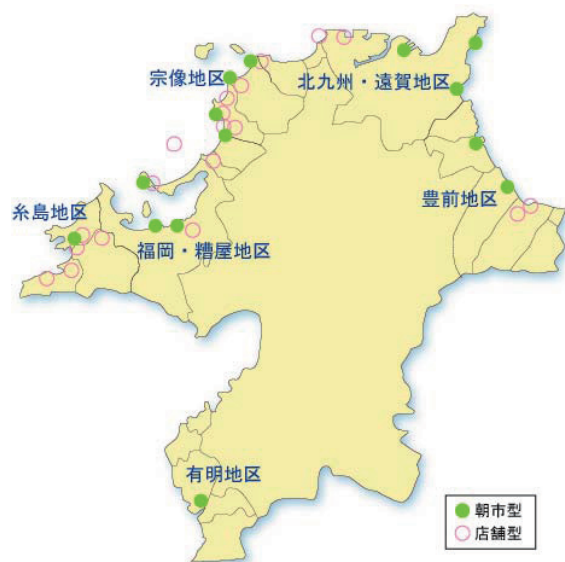 宗像地区
北九州・遠賀地区
糸島地区
豊前地区
福岡・糟屋地区
有明地区
朝市型
店舗型